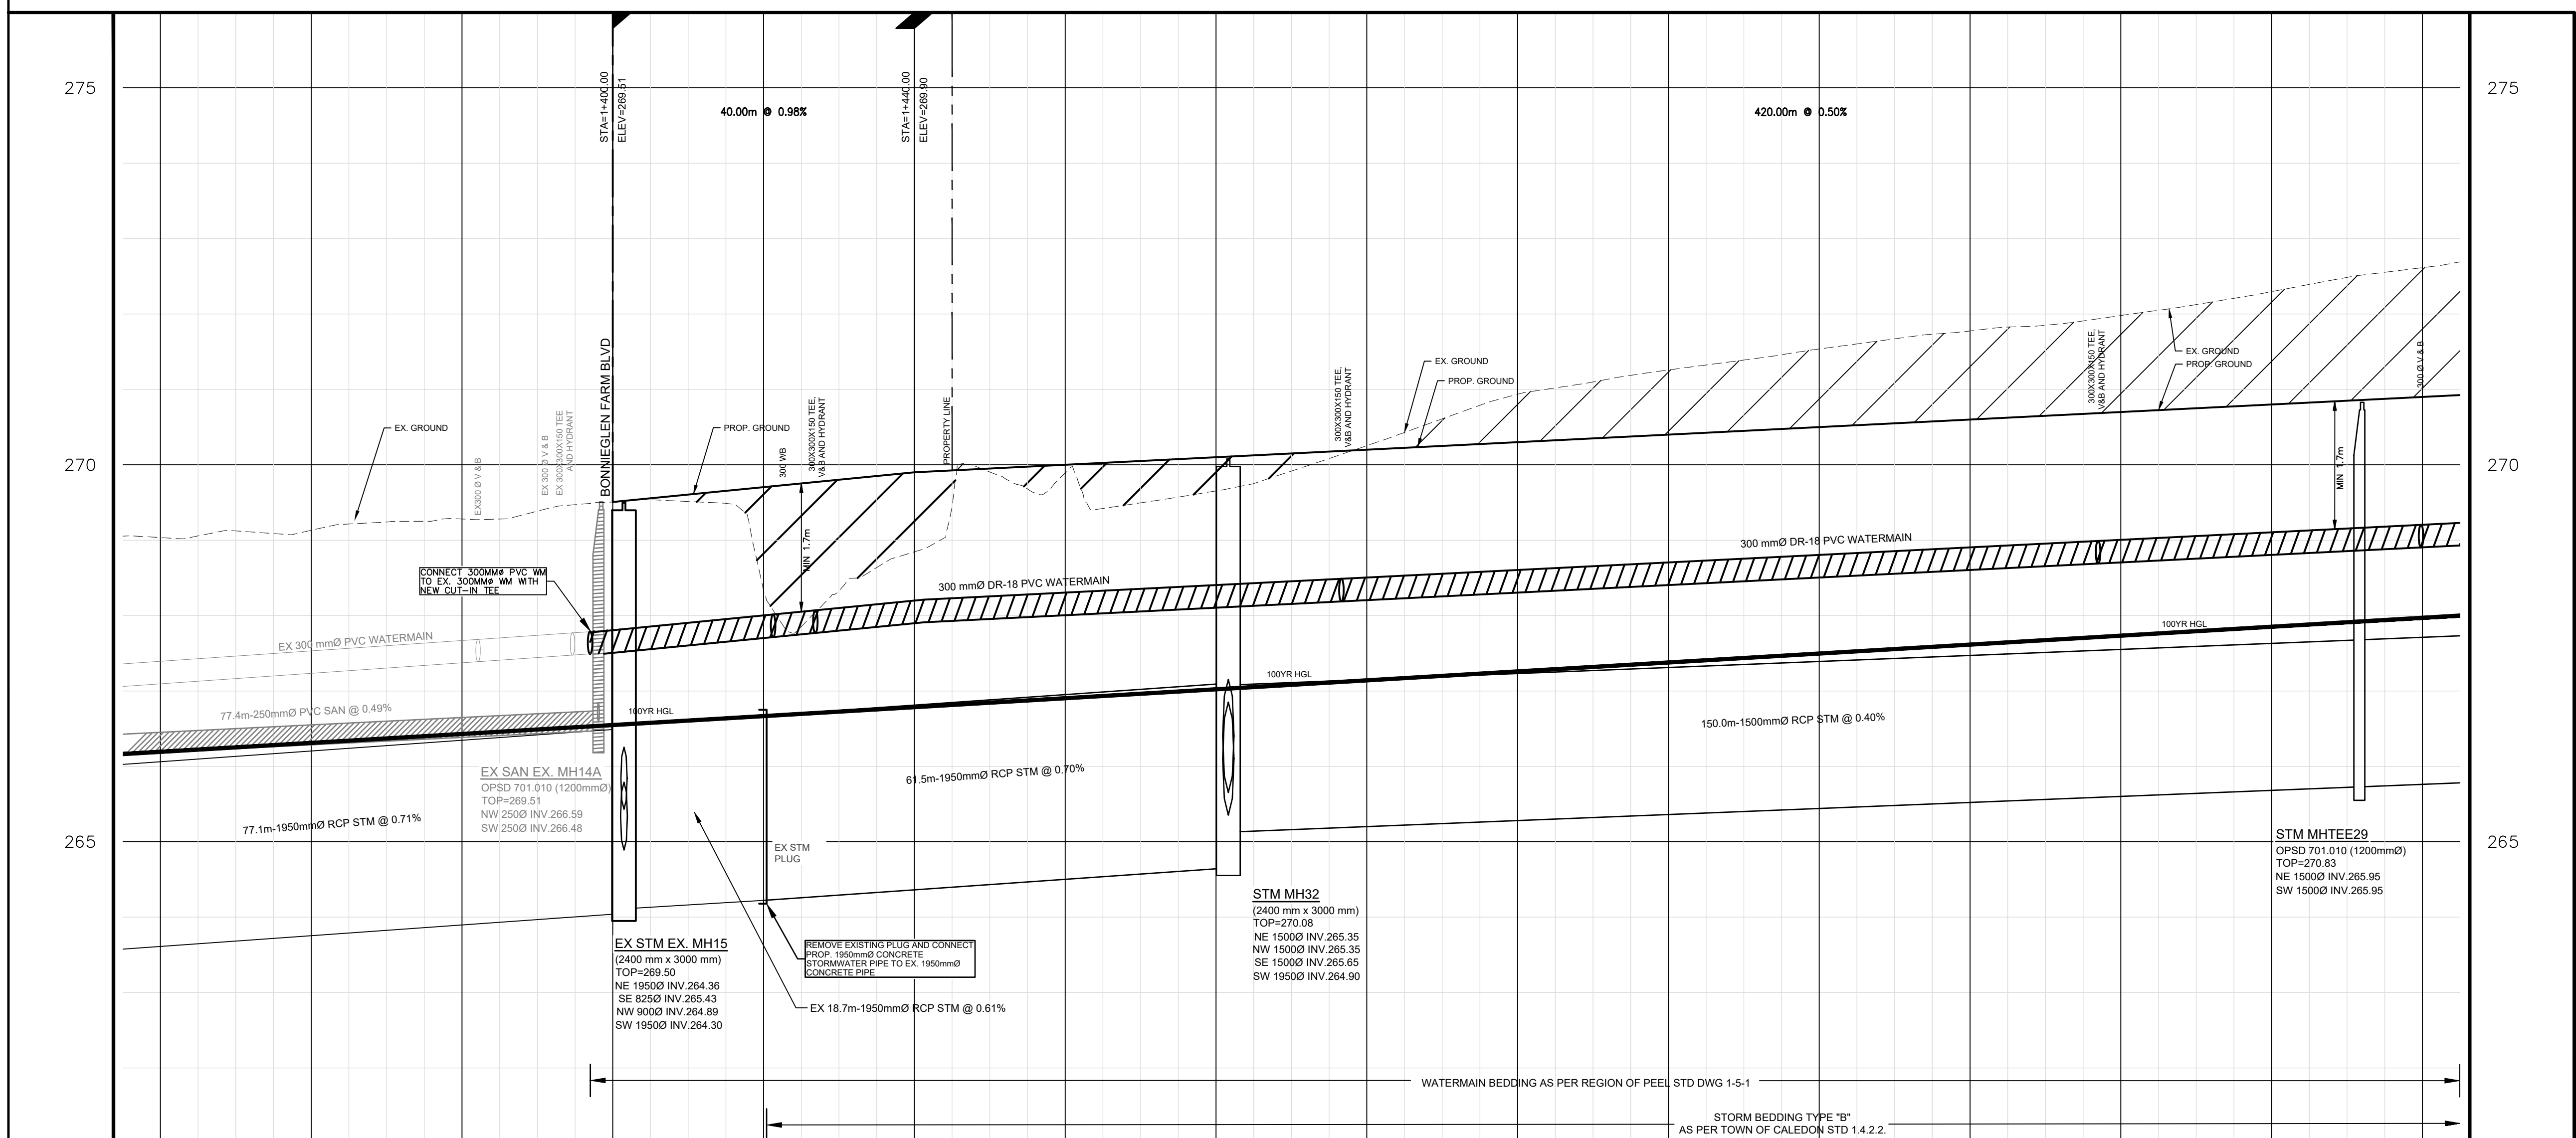 275
275
STA=1+400.00
ELEV=269.51
40.00m @ 0.98%
STA=1+440.00
ELEV=269.90
420.00m @ 0.50%
BONNIEGLEN FARM BLVD
EX300 Ø V &B
EX 300 Ø V & B
EX 300X300X150 TEE
AND HYDRANT
EX. GROUND
PROP. GROUND
300 WB
300X300X150 TEE,
V&B AND HYDRANT
PROPERTY LINE
300X300X150 TEE,
V&B AND HYDRANT
EX. GROUND
PROP. GROUND
300X300X150 TEE,
V&B AND HYDRANT
EX. GROUND
PROP. GROUND
300 Ø V & B
270
270
MIN 1.7m
MIN 1.7m
CONNECT 300MMØ PVC WM
TO EX. 300MMØ WM WITH
NEW CUT-IN TEE
300 mmØ DR-18 PVC WATERMAIN
300 mmØ DR-18 PVC WATERMAIN
EX 300 mmØ PVC WATERMAIN
100YR HGL
100YR HGL
100YR HGL
77.4m-250mmØ PVC SAN @ 0.49%
150.0m-1500mmØ RCP STM @ 0.40%
61.5m-1950mmØ RCP STM @ 0.70%
EX SAN EX. MH14A
OPSD 701.010 (1200mmØ)
TOP=269.51
NW 250Ø INV.266.59
SW 250Ø INV.266.48
77.1m-1950mmØ RCP STM @ 0.71%
265
265
EX STM
PLUG
STM MHTEE29
OPSD 701.010 (1200mmØ)
TOP=270.83
NE 1500Ø INV.265.95
SW 1500Ø INV.265.95
STM MH32
(2400 mm x 3000 mm)
TOP=270.08
NE 1500Ø INV.265.35
NW 1500Ø INV.265.35
SE 1500Ø INV.265.65
SW 1950Ø INV.264.90
EX STM EX. MH15
(2400 mm x 3000 mm)
TOP=269.50
NE 1950Ø INV.264.36
SE 825Ø INV.265.43
NW 900Ø INV.264.89
SW 1950Ø INV.264.30
REMOVE EXISTING PLUG AND CONNECT
PROP. 1950mmØ CONCRETE
STORMWATER PIPE TO EX. 1950mmØ
CONCRETE PIPE
EX 18.7m-1950mmØ RCP STM @ 0.61%
WATERMAIN BEDDING AS PER REGION OF PEEL STD DWG 1-5-1
STORM BEDDING TYPE "B"
AS PER TOWN OF CALEDON STD 1.4.2.2.